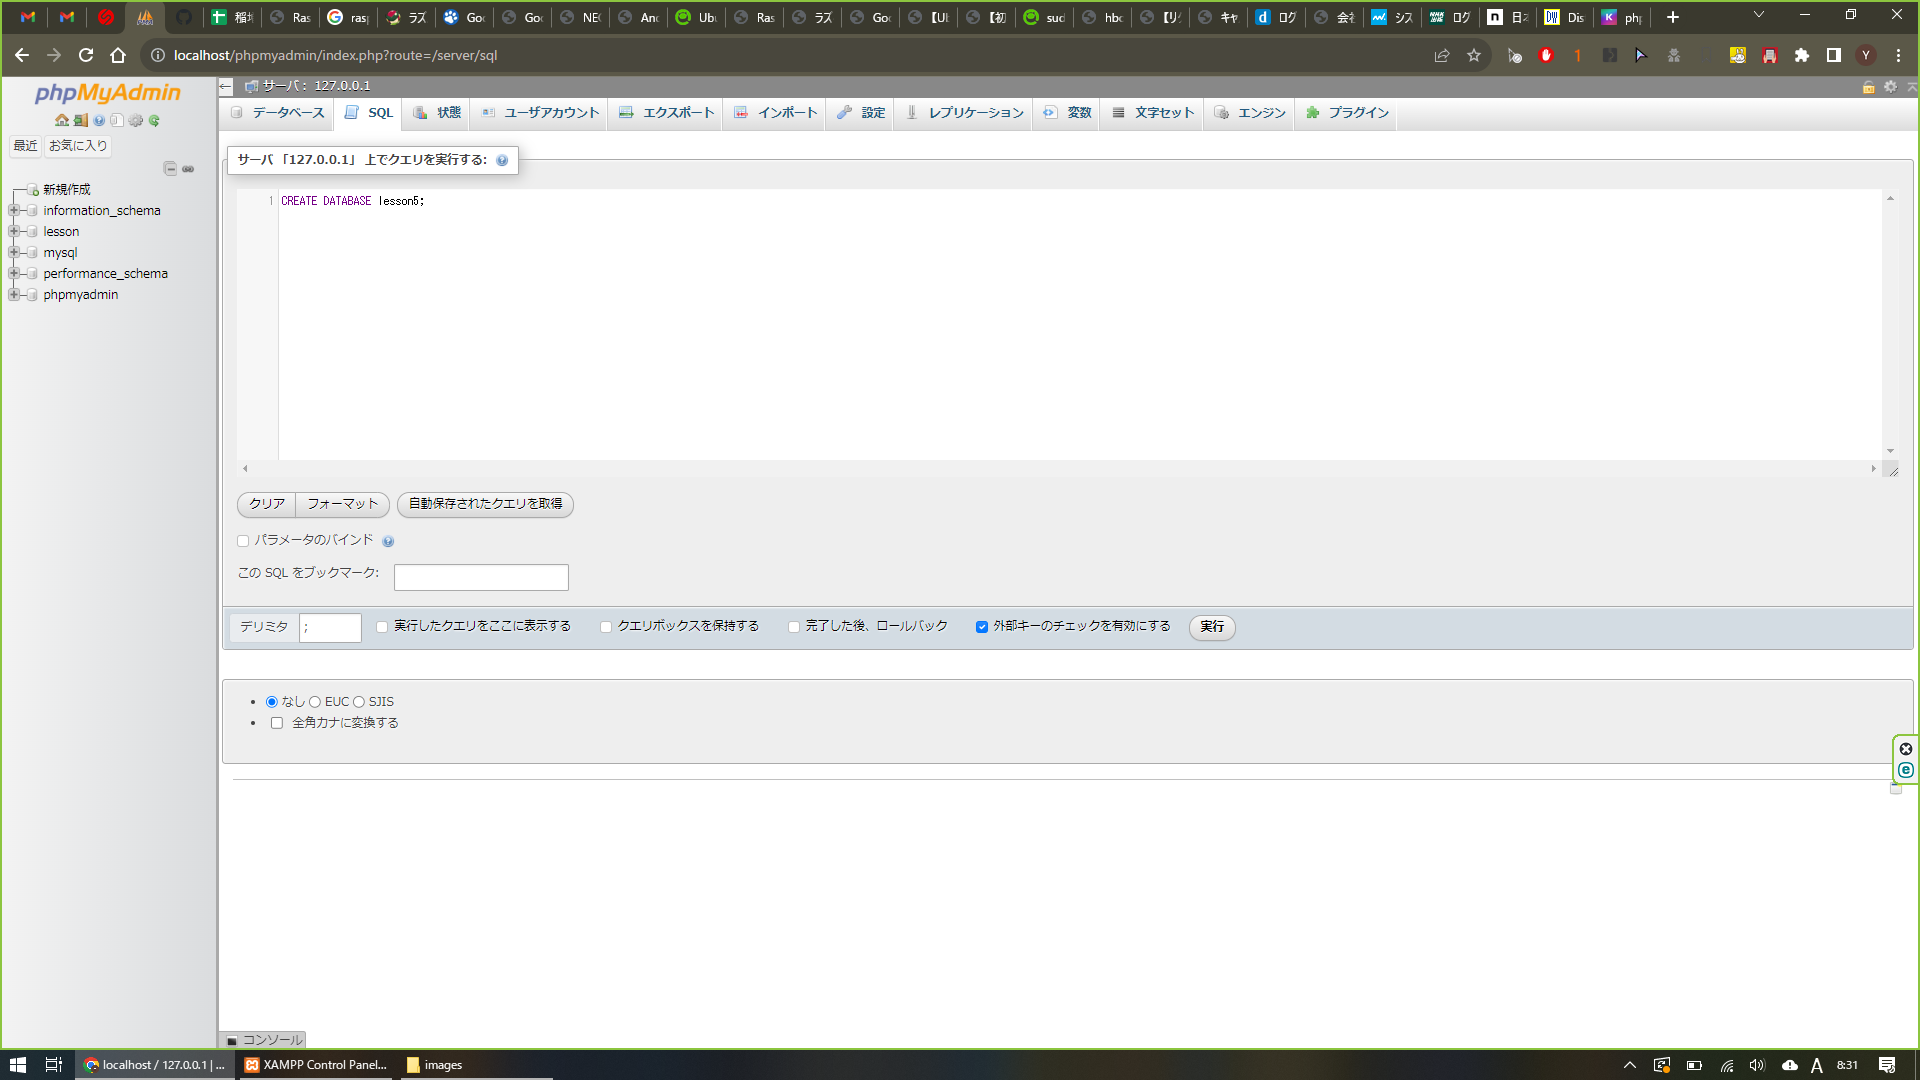 稲 Ras rasp ラズ Goo Goo NEC And Ubu Ras ラズ Goo 【Ub 【初 sud hbc 【リ キャ ログ 会社 シス ログ 日本 Dis php
localhost/phpmyadmin/index.php?route=/server/sql
Y
phpMyAdmin
最近 お気に入り
新規作成
information_schema
lesson
mysql
performance_schema
phpmyadmin
サーバ: 127.0.0.1
データベース SQL 状態 ユーザアカウント エクスポート インポート 設定 レプリケーション 変数 文字セット エンジン プラグイン
サーバ 「127.0.0.1」 上でクエリを実行する:
1 CREATE DATABASE lesson5;
クリア フォーマット 自動保存されたクエリを取得
パラメータのバインド
この SQL をブックマーク:
デリミタ ; 実行したクエリをここに表示する クエリボックスを保持する 完了した後、ロールバック 外部キーのチェックを有効にする 実行
なし EUC SJIS
全角カナに変換する
コンソール
localhost / 127.0.0.1 | ... XAMPP Control Panel... images
A 8:31